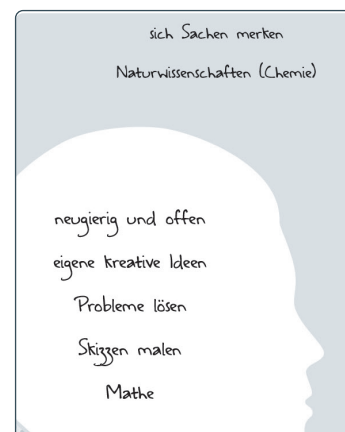 sich Sachen merken
Naturwissenschaften (Chemie)
neugierig und offen
eigene kreative Ideen
Probleme lösen
Skizzen malen
Mathe